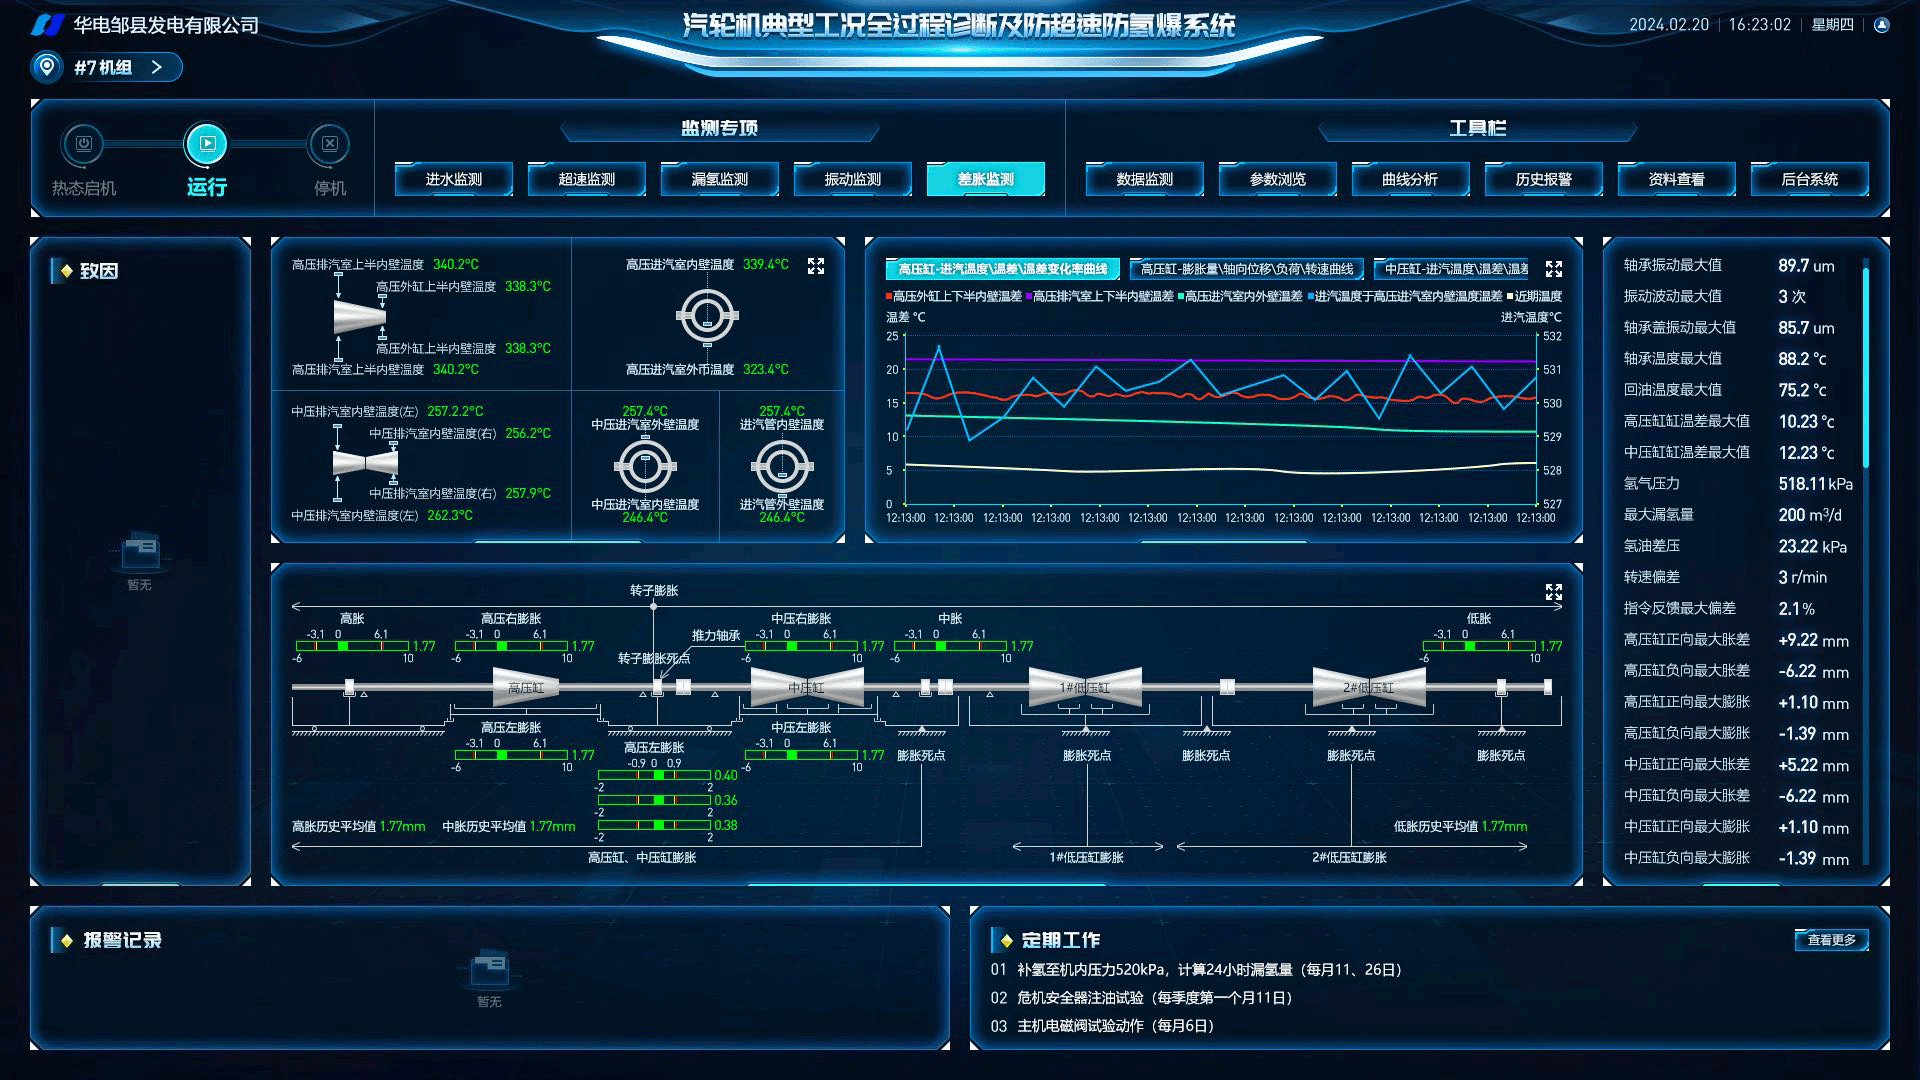 华电邹县发电有限公司
汽轮机典型工况全过程诊断及防超速防氢爆系统
2024.02.20
16:23:02
星期四
#7机组
热态启机
运行
停机
监测专项
进水监测
超速监测
漏氢监测
振动监测
差胀监测
工具栏
数据监测
参数浏览
曲线分析
历史报警
资料查看
后台系统
致因
暂无
高压排汽室上半内壁温度 340.2℃
高压外缸上半内壁温度 338.3℃
高压外缸上半内壁温度 338.3℃
高压排汽室上半内壁温度 340.2℃
高压进汽室内壁温度 339.4℃
高压进汽室外币温度 323.4℃
中压排汽室内壁温度(左) 257.2.2℃
中压排汽室内壁温度(右) 256.2℃
中压排汽室内壁温度(右) 257.9℃
中压排汽室内壁温度(左) 262.3℃
257.4℃
中压进汽室外壁温度
中压进汽室内壁温度
246.4℃
257.4℃
进汽管内壁温度
进汽管外壁温度
246.4℃
高压缸-进汽温度\温差\温差变化率曲线
高压缸-膨胀量\轴向位移\负荷\转速曲线
中压缸-进汽温度\温差\温差
高压外缸上下半内壁温差 高压排汽室上下半内壁温差 高压进汽室内外壁温差 进汽温度于高压进汽室内壁温度温差 近期温度
温差 ℃
进汽温度℃
25
20
15
10
5
0
532
531
530
529
528
527
12:13:00 12:13:00 12:13:00 12:13:00 12:13:00 12:13:00 12:13:00 12:13:00 12:13:00 12:13:00 12:13:00 12:13:00 12:13:00 12:13:00
转子膨胀
高胀
-3.1 0 6.1
1.77
-6 10
高压右膨胀
-3.1 0 6.1
1.77
-6 10
推力轴承
转子膨胀死点
中压右膨胀
-3.1 0 6.1
1.77
-6 10
中胀
-3.1 0 6.1
1.77
-6 10
低胀
-3.1 0 6.1
1.77
-6 10
高压缸
中压缸
1#低压缸
2#低压缸
高压左膨胀
-3.1 0 6.1
1.77
-6 10
高压左膨胀
-0.9 0 0.9
0.40
-2 2
0.36
-2 2
0.38
-2 2
中压左膨胀
-3.1 0 6.1
1.77
-6 10
膨胀死点
膨胀死点
膨胀死点
膨胀死点
膨胀死点
高胀历史平均值 1.77mm
中胀历史平均值 1.77mm
低胀历史平均值 1.77mm
高压缸、中压缸膨胀
1#低压缸膨胀
2#低压缸膨胀
轴承振动最大值 89.7 um
振动波动最大值 3 次
轴承盖振动最大值 85.7 um
轴承温度最大值 88.2 ℃
回油温度最大值 75.2 ℃
高压缸缸温差最大值 10.23 ℃
中压缸缸温差最大值 12.23 ℃
氢气压力 518.11 kPa
最大漏氢量 200 m³/d
氢油差压 23.22 kPa
转速偏差 3 r/min
指令反馈最大偏差 2.1 %
高压缸正向最大胀差 +9.22 mm
高压缸负向最大胀差 -6.22 mm
高压缸正向最大膨胀 +1.10 mm
高压缸负向最大膨胀 -1.39 mm
中压缸正向最大胀差 +5.22 mm
中压缸负向最大胀差 -6.22 mm
中压缸正向最大膨胀 +1.10 mm
中压缸负向最大膨胀 -1.39 mm
报警记录
暂无
定期工作
查看更多
01 补氢至机内压力520kPa，计算24小时漏氢量（每月11、26日）
02 危机安全器注油试验（每季度第一个月11日）
03 主机电磁阀试验动作（每月6日）